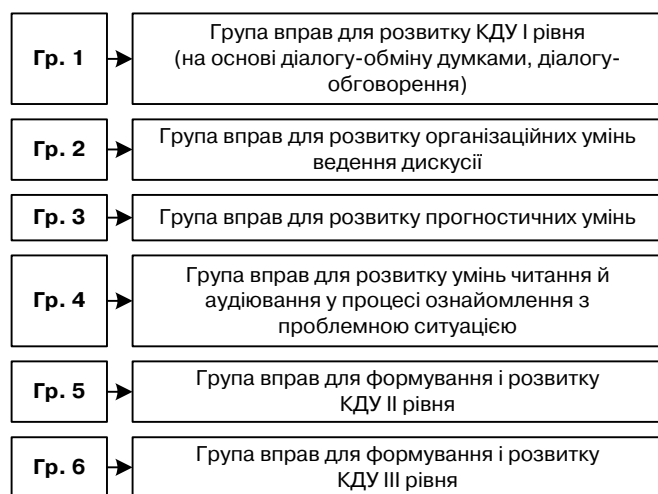 Гр. 1
Група вправ для розвитку КДУ І рівня
(на основі діалогу-обміну думками, діалогу-
обговорення)
Гр. 2
Група вправ для розвитку організаційних умінь
ведення дискусії
Гр. 3
Група вправ для розвитку прогностичних умінь
Гр. 4
Група вправ для розвитку умінь читання й
аудіювання у процесі ознайомлення з
проблемною ситуацією
Гр. 5
Група вправ для формування і розвитку
КДУ ІІ рівня
Гр. 6
Група вправ для формування і розвитку
КДУ ІІІ рівня